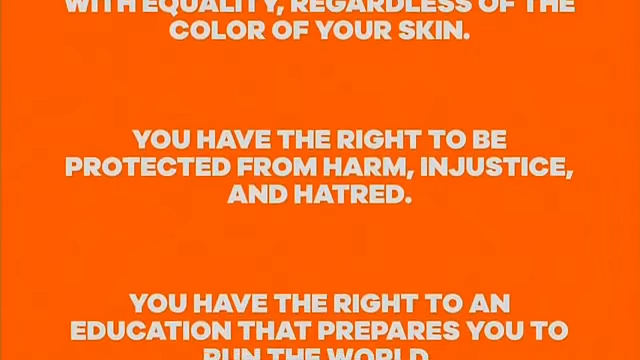 WITH EQUALITY, REGARDLESS OF THE
COLOR OF YOUR SKIN.
YOU HAVE THE RIGHT TO BE
PROTECTED FROM HARM, INJUSTICE,
AND HATRED.
YOU HAVE THE RIGHT TO AN
EDUCATION THAT PREPARES YOU TO
RUN THE WORLD.